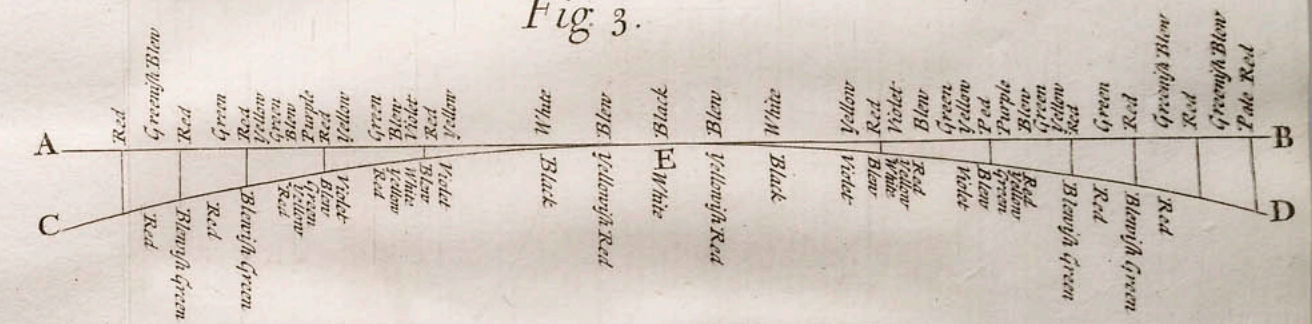 Fig. 3.
A
Red
Greenish Blew
Red
Green
Red
Yellow
Green
Blew
Purple
Red
Yellow
Green
Blew
Violet
Red
Yellow
White
Blew
Black
Blew
White
Yellow
Red
Violet
Blew
Green
Yellow
Red
Purple
Blew
Green
Yellow
Red
Green
Red
Greenish Blew
Red
Greenish Blew
Pale Red
B
E
C
Red
Blewish Green
Red
Blewish Green
Red
Yellow
Green
Blew
Violet
Red
Yellow
White
Blew
Violet
Black
Yellowish Red
White
Yellowish Red
Black
Violet
Blew
White
Yellow
Red
Violet
Blew
Green
Yellow
Red
Blewish Green
Red
Blewish Green
Red
D